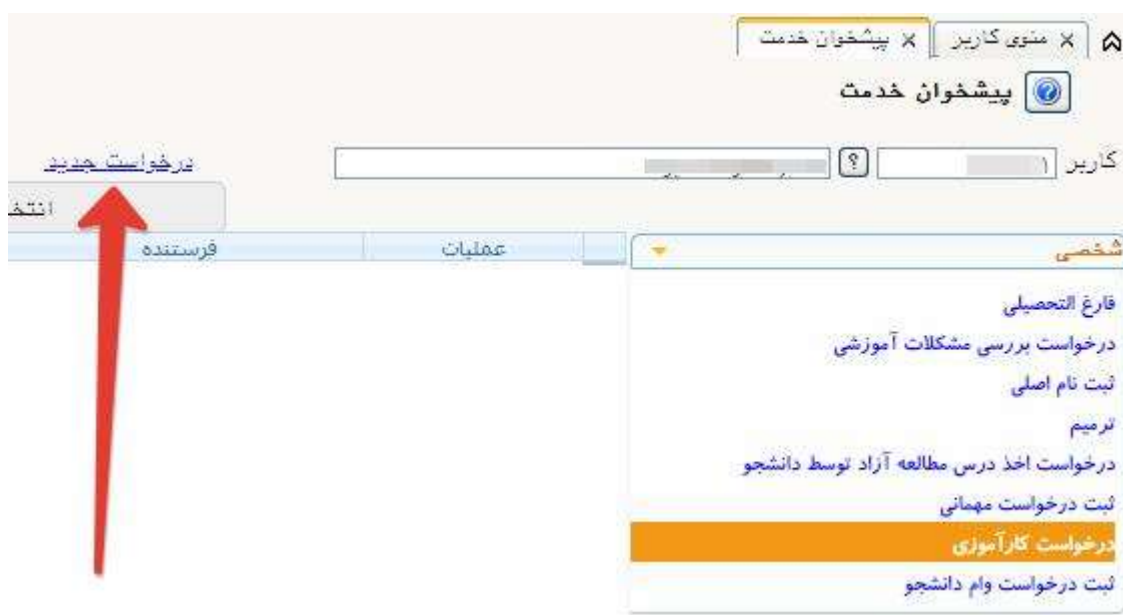 منوی کاربر × پیشخوان خدمت ×
پیشخوان خدمت
کاربر
درخواست جدید
شخصی
عملیات
فرستنده
فارغ التحصیلی
درخواست بررسی مشکلات آموزشی
ثبت نام اصلی
ترمیم
درخواست اخذ درس مطالعه آزاد توسط دانشجو
ثبت درخواست مهمانی
درخواست کارآموزی
ثبت درخواست وام دانشجو